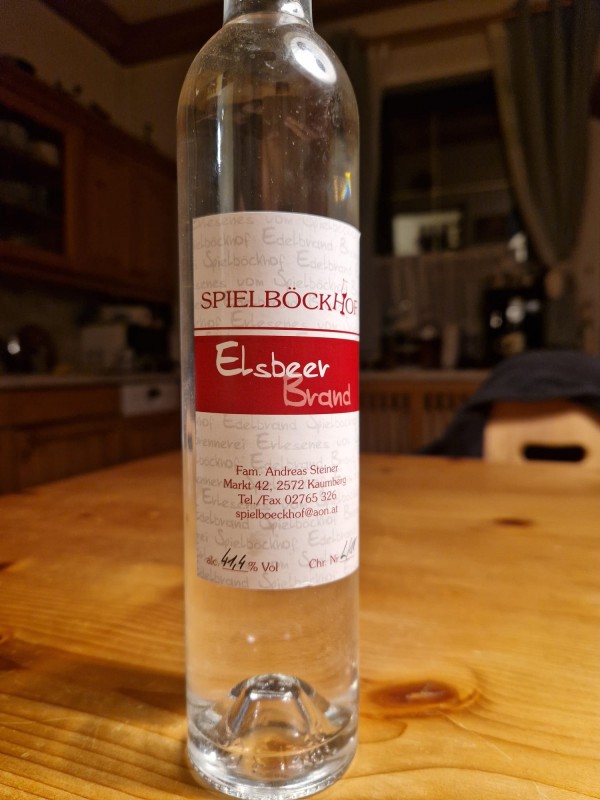 SPIELBÖCKHOF
Elsbeer
Brand
Fam. Andreas Steiner
Markt 42, 2572 Kaumberg
Tel./Fax 02765 326
spielboeckhof@aon.at
alc. 41,4 % Vol Chr. Nr.